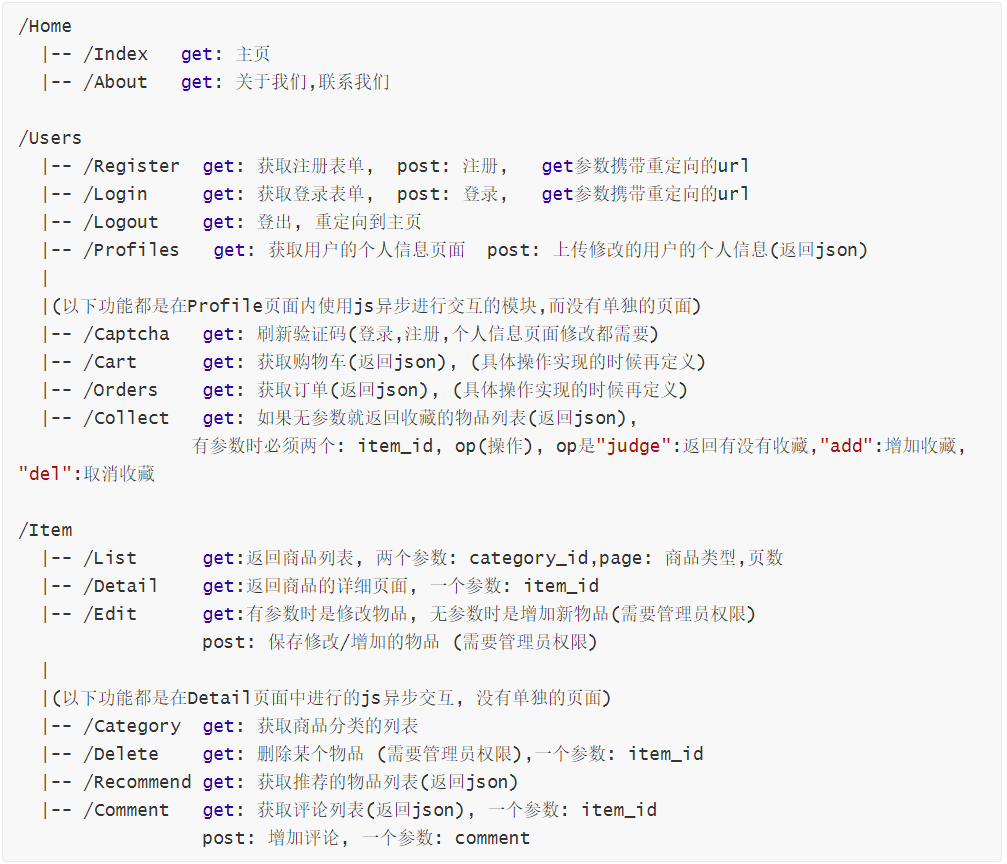 /Home
  |-- /Index   get: 主页
  |-- /About   get: 关于我们,联系我们

/Users
  |-- /Register  get: 获取注册表单,  post: 注册,   get参数携带重定向的url
  |-- /Login     get: 获取登录表单,  post: 登录,   get参数携带重定向的url
  |-- /Logout    get: 登出, 重定向到主页
  |-- /Profiles   get: 获取用户的个人信息页面  post: 上传修改的用户的个人信息(返回json)
  |
  |(以下功能都是在Profile页面内使用js异步进行交互的模块,而没有单独的页面)
  |-- /Captcha   get: 刷新验证码(登录,注册,个人信息页面修改都需要)
  |-- /Cart      get: 获取购物车(返回json), (具体操作实现的时候再定义)
  |-- /Orders    get: 获取订单(返回json), (具体操作实现的时候再定义)
  |-- /Collect   get: 如果无参数就返回收藏的物品列表(返回json),
                有参数时必须两个: item_id, op(操作), op是"judge":返回有没有收藏,"add":增加收藏,
"del":取消收藏

/Item
  |-- /List      get:返回商品列表, 两个参数: category_id,page: 商品类型,页数
  |-- /Detail    get:返回商品的详细页面, 一个参数: item_id
  |-- /Edit      get:有参数时是修改物品, 无参数时是增加新物品(需要管理员权限)
                 post: 保存修改/增加的物品 (需要管理员权限)
  |
  |(以下功能都是在Detail页面中进行的js异步交互, 没有单独的页面)
  |-- /Category  get: 获取商品分类的列表
  |-- /Delete    get: 删除某个物品 (需要管理员权限),一个参数: item_id
  |-- /Recommend get: 获取推荐的物品列表(返回json)
  |-- /Comment   get: 获取评论列表(返回json), 一个参数: item_id
                 post: 增加评论, 一个参数: comment